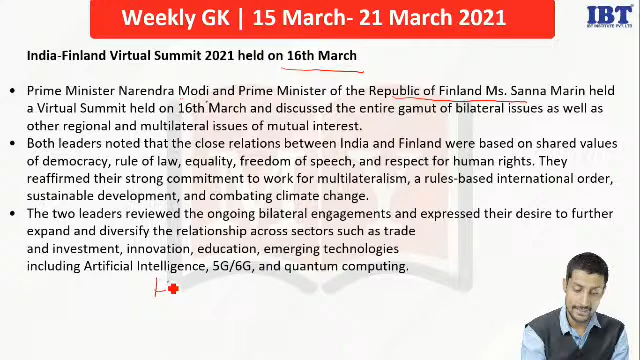 Weekly GK | 15 March- 21 March 2021
IBT
IBT INSTITUTE PVT.LTD
India-Finland Virtual Summit 2021 held on 16th March
• Prime Minister Narendra Modi and Prime Minister of the Republic of Finland Ms. Sanna Marin held
a Virtual Summit held on 16th March and discussed the entire gamut of bilateral issues as well as
other regional and multilateral issues of mutual interest.
• Both leaders noted that the close relations between India and Finland were based on shared values
of democracy, rule of law, equality, freedom of speech, and respect for human rights. They
reaffirmed their strong commitment to work for multilateralism, a rules-based international order,
sustainable development, and combating climate change.
• The two leaders reviewed the ongoing bilateral engagements and expressed their desire to further
expand and diversify the relationship across sectors such as trade
and investment, innovation, education, emerging technologies
including Artificial Intelligence, 5G/6G, and quantum computing.